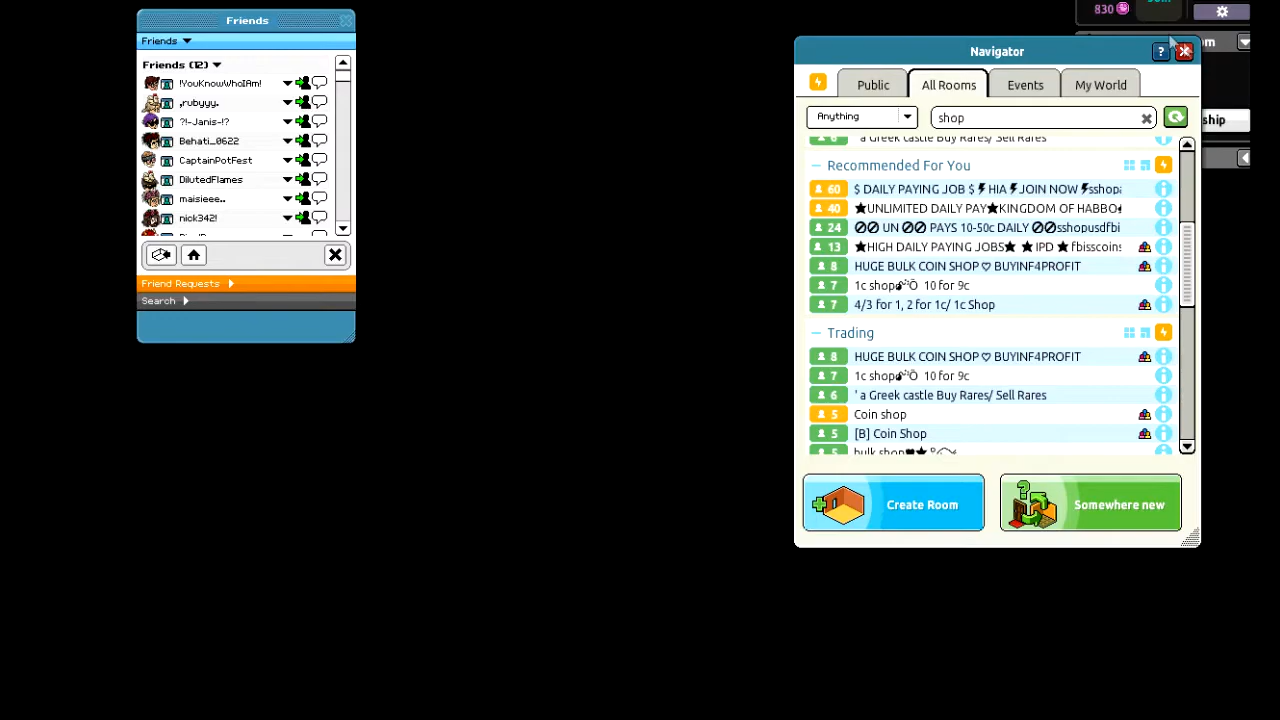 Friends
Friends
Friends (12)
!YouKnowWhoIAm!
,rubyyy.
?!-Janis-!?
Behati_0622
CaptainPotFest
DilutedFlames
maisieee..
nick342!
Friend Requests
Search
830
Navigator
?
Public
All Rooms
Events
My World
Anything
shop
ship
6 ' a Greek castle Buy Rares/ Sell Rares
Recommended For You
60 $ DAILY PAYING JOB $ ⚡HIA⚡JOIN NOW ⚡sshop
40 ★UNLIMITED DAILY PAY★KINGDOM OF HABBO
24 🛇🛇 UN 🛇🛇 PAYS 10-50c DAILY 🛇🛇sshopusdfbi
13 ★HIGH DAILY PAYING JOBS★ ★IPD★ fbisscoins
8 HUGE BULK COIN SHOP ♡ BUYINF4PROFIT
7 1c shop 10 for 9c
7 4/3 for 1, 2 for 1c/ 1c Shop
Trading
8 HUGE BULK COIN SHOP ♡ BUYINF4PROFIT
7 1c shop 10 for 9c
6 ' a Greek castle Buy Rares/ Sell Rares
5 Coin shop
5 [B] Coin Shop
5 bulk shop♥★
Create Room
Somewhere new